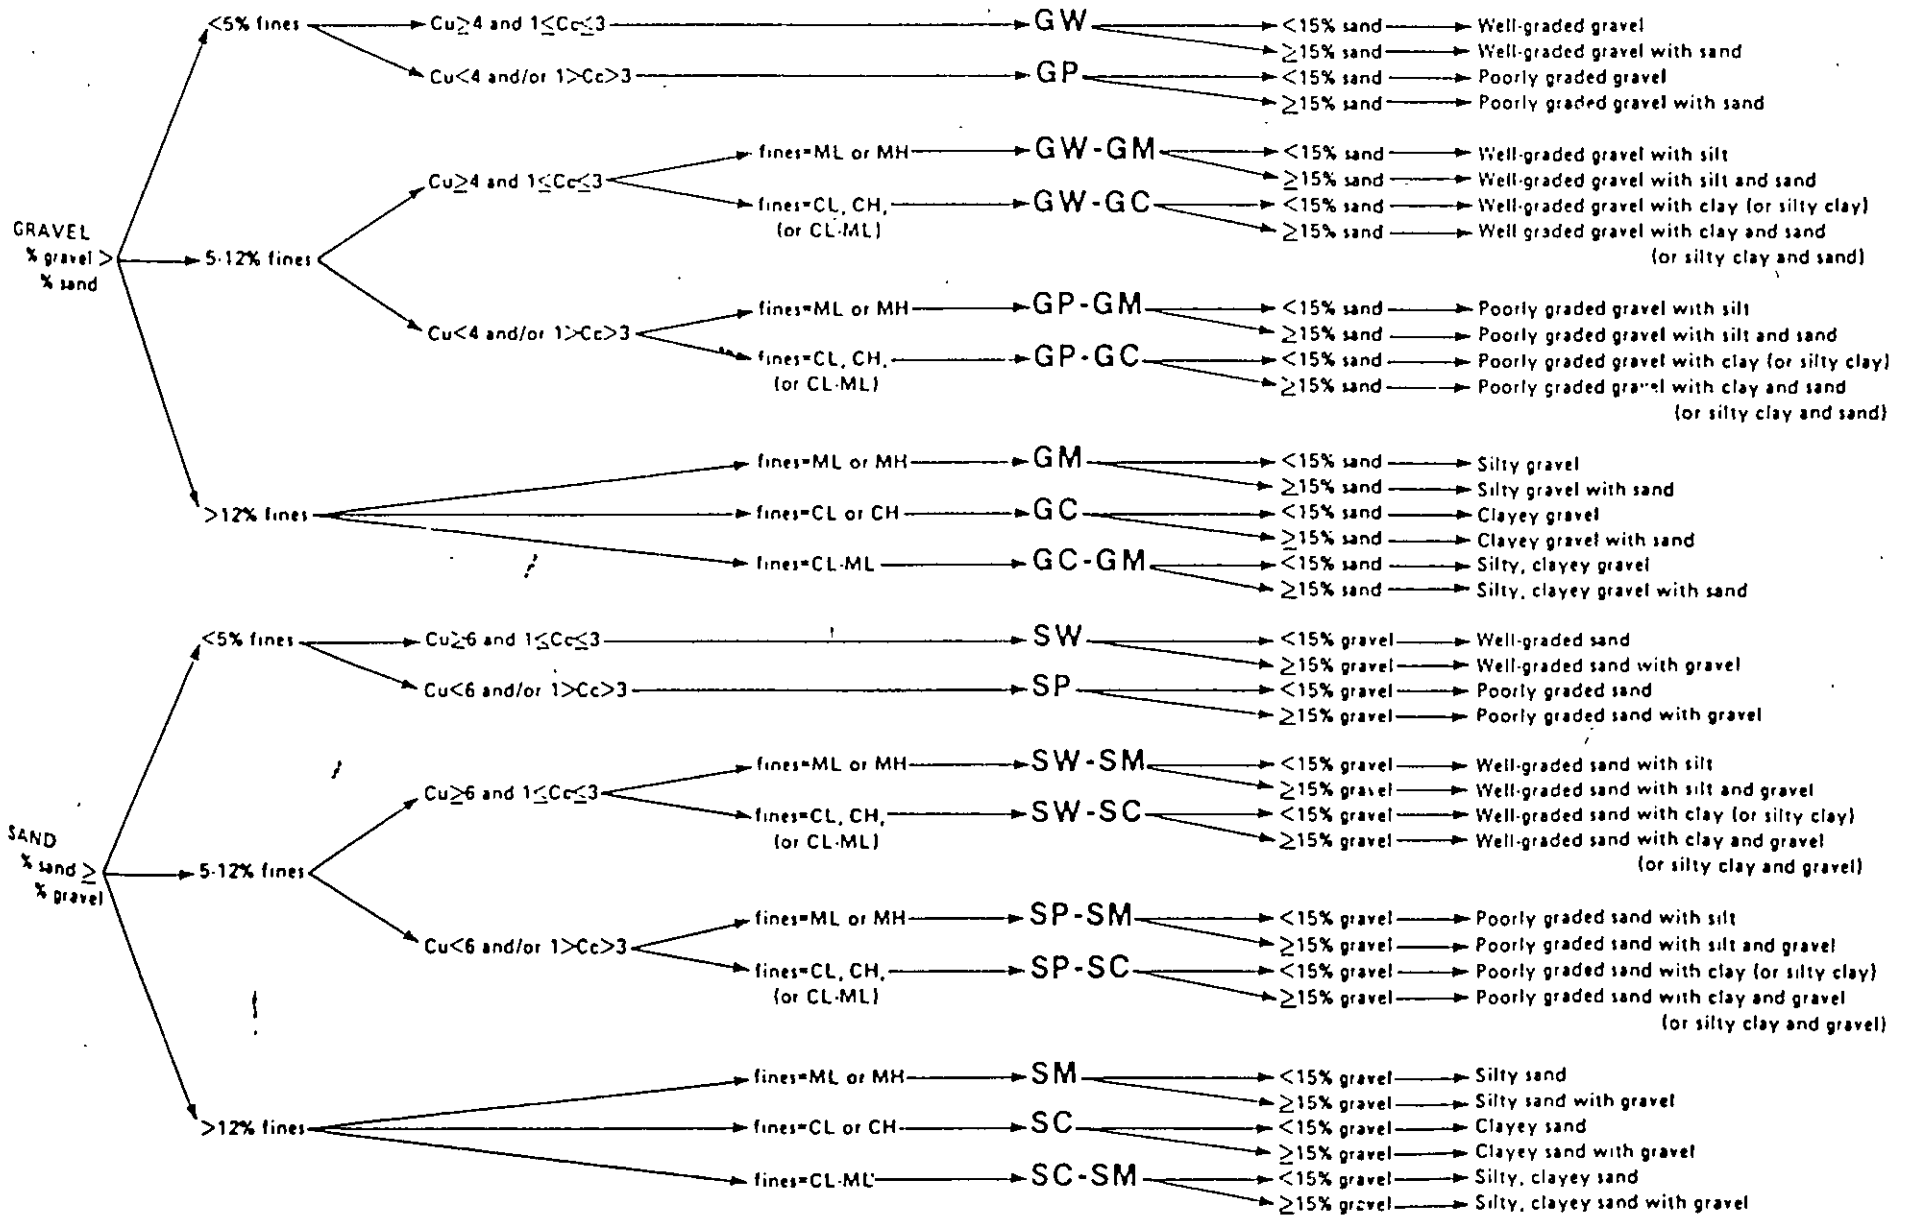 <5% fines Cu≥4 and 1≤Cc≤3 GW <15% sand Well-graded gravel
≥15% sand Well-graded gravel with sand
Cu<4 and/or 1>Cc>3 GP <15% sand Poorly graded gravel
≥15% sand Poorly graded gravel with sand
fines=ML or MH GW-GM <15% sand Well-graded gravel with silt
Cu≥4 and 1≤Cc≤3 ≥15% sand Well-graded gravel with silt and sand
fines=CL, CH, GW-GC <15% sand Well-graded gravel with clay (or silty clay)
(or CL-ML) ≥15% sand Well graded gravel with clay and sand
(or silty clay and sand)
GRAVEL
% gravel > 5-12% fines
% sand
fines=ML or MH GP-GM <15% sand Poorly graded gravel with silt
Cu<4 and/or 1>Cc>3 ≥15% sand Poorly graded gravel with silt and sand
fines=CL, CH, GP-GC <15% sand Poorly graded gravel with clay (or silty clay)
(or CL-ML) ≥15% sand Poorly graded gravel with clay and sand
(or silty clay and sand)
fines=ML or MH GM <15% sand Silty gravel
≥15% sand Silty gravel with sand
>12% fines fines=CL or CH GC <15% sand Clayey gravel
≥15% sand Clayey gravel with sand
fines=CL-ML GC-GM <15% sand Silty, clayey gravel
≥15% sand Silty, clayey gravel with sand
<5% fines Cu≥6 and 1≤Cc≤3 SW <15% gravel Well-graded sand
≥15% gravel Well-graded sand with gravel
Cu<6 and/or 1>Cc>3 SP <15% gravel Poorly graded sand
≥15% gravel Poorly graded sand with gravel
fines=ML or MH SW-SM <15% gravel Well-graded sand with silt
Cu≥6 and 1≤Cc≤3 ≥15% gravel Well-graded sand with silt and gravel
fines=CL, CH, SW-SC <15% gravel Well-graded sand with clay (or silty clay)
(or CL-ML) ≥15% gravel Well-graded sand with clay and gravel
(or silty clay and gravel)
SAND
% sand ≥ 5-12% fines
% gravel
fines=ML or MH SP-SM <15% gravel Poorly graded sand with silt
Cu<6 and/or 1>Cc>3 ≥15% gravel Poorly graded sand with silt and gravel
fines=CL, CH, SP-SC <15% gravel Poorly graded sand with clay (or silty clay)
(or CL-ML) ≥15% gravel Poorly graded sand with clay and gravel
(or silty clay and gravel)
fines=ML or MH SM <15% gravel Silty sand
≥15% gravel Silty sand with gravel
>12% fines fines=CL or CH SC <15% gravel Clayey sand
≥15% gravel Clayey sand with gravel
fines=CL-ML SC-SM <15% gravel Silty, clayey sand
≥15% gravel Silty, clayey sand with gravel